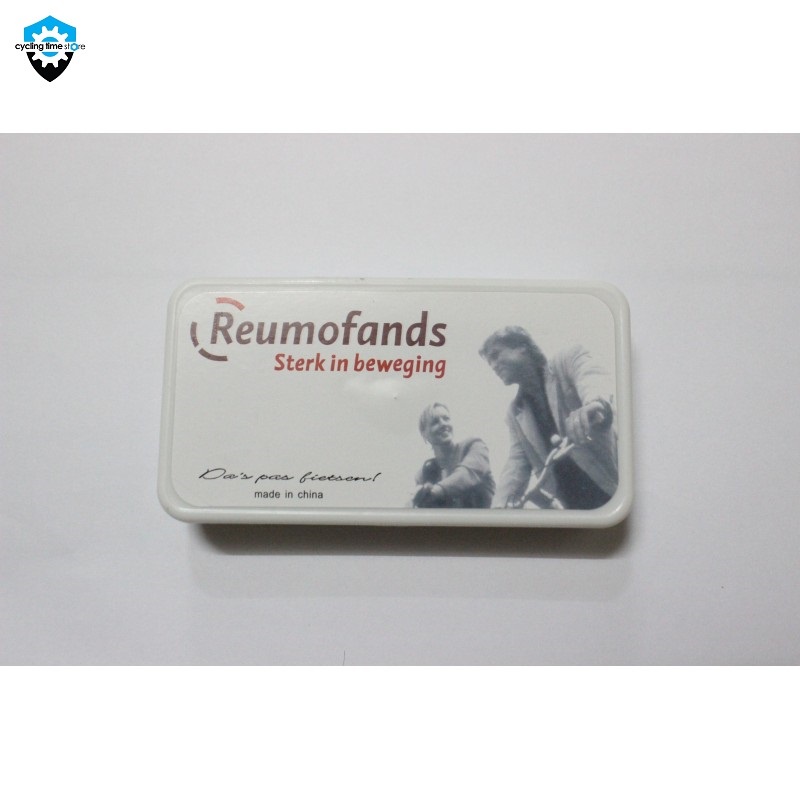 cycling time store
Reumofands
Sterk in beweging
Da's pas fietsen!
made in china